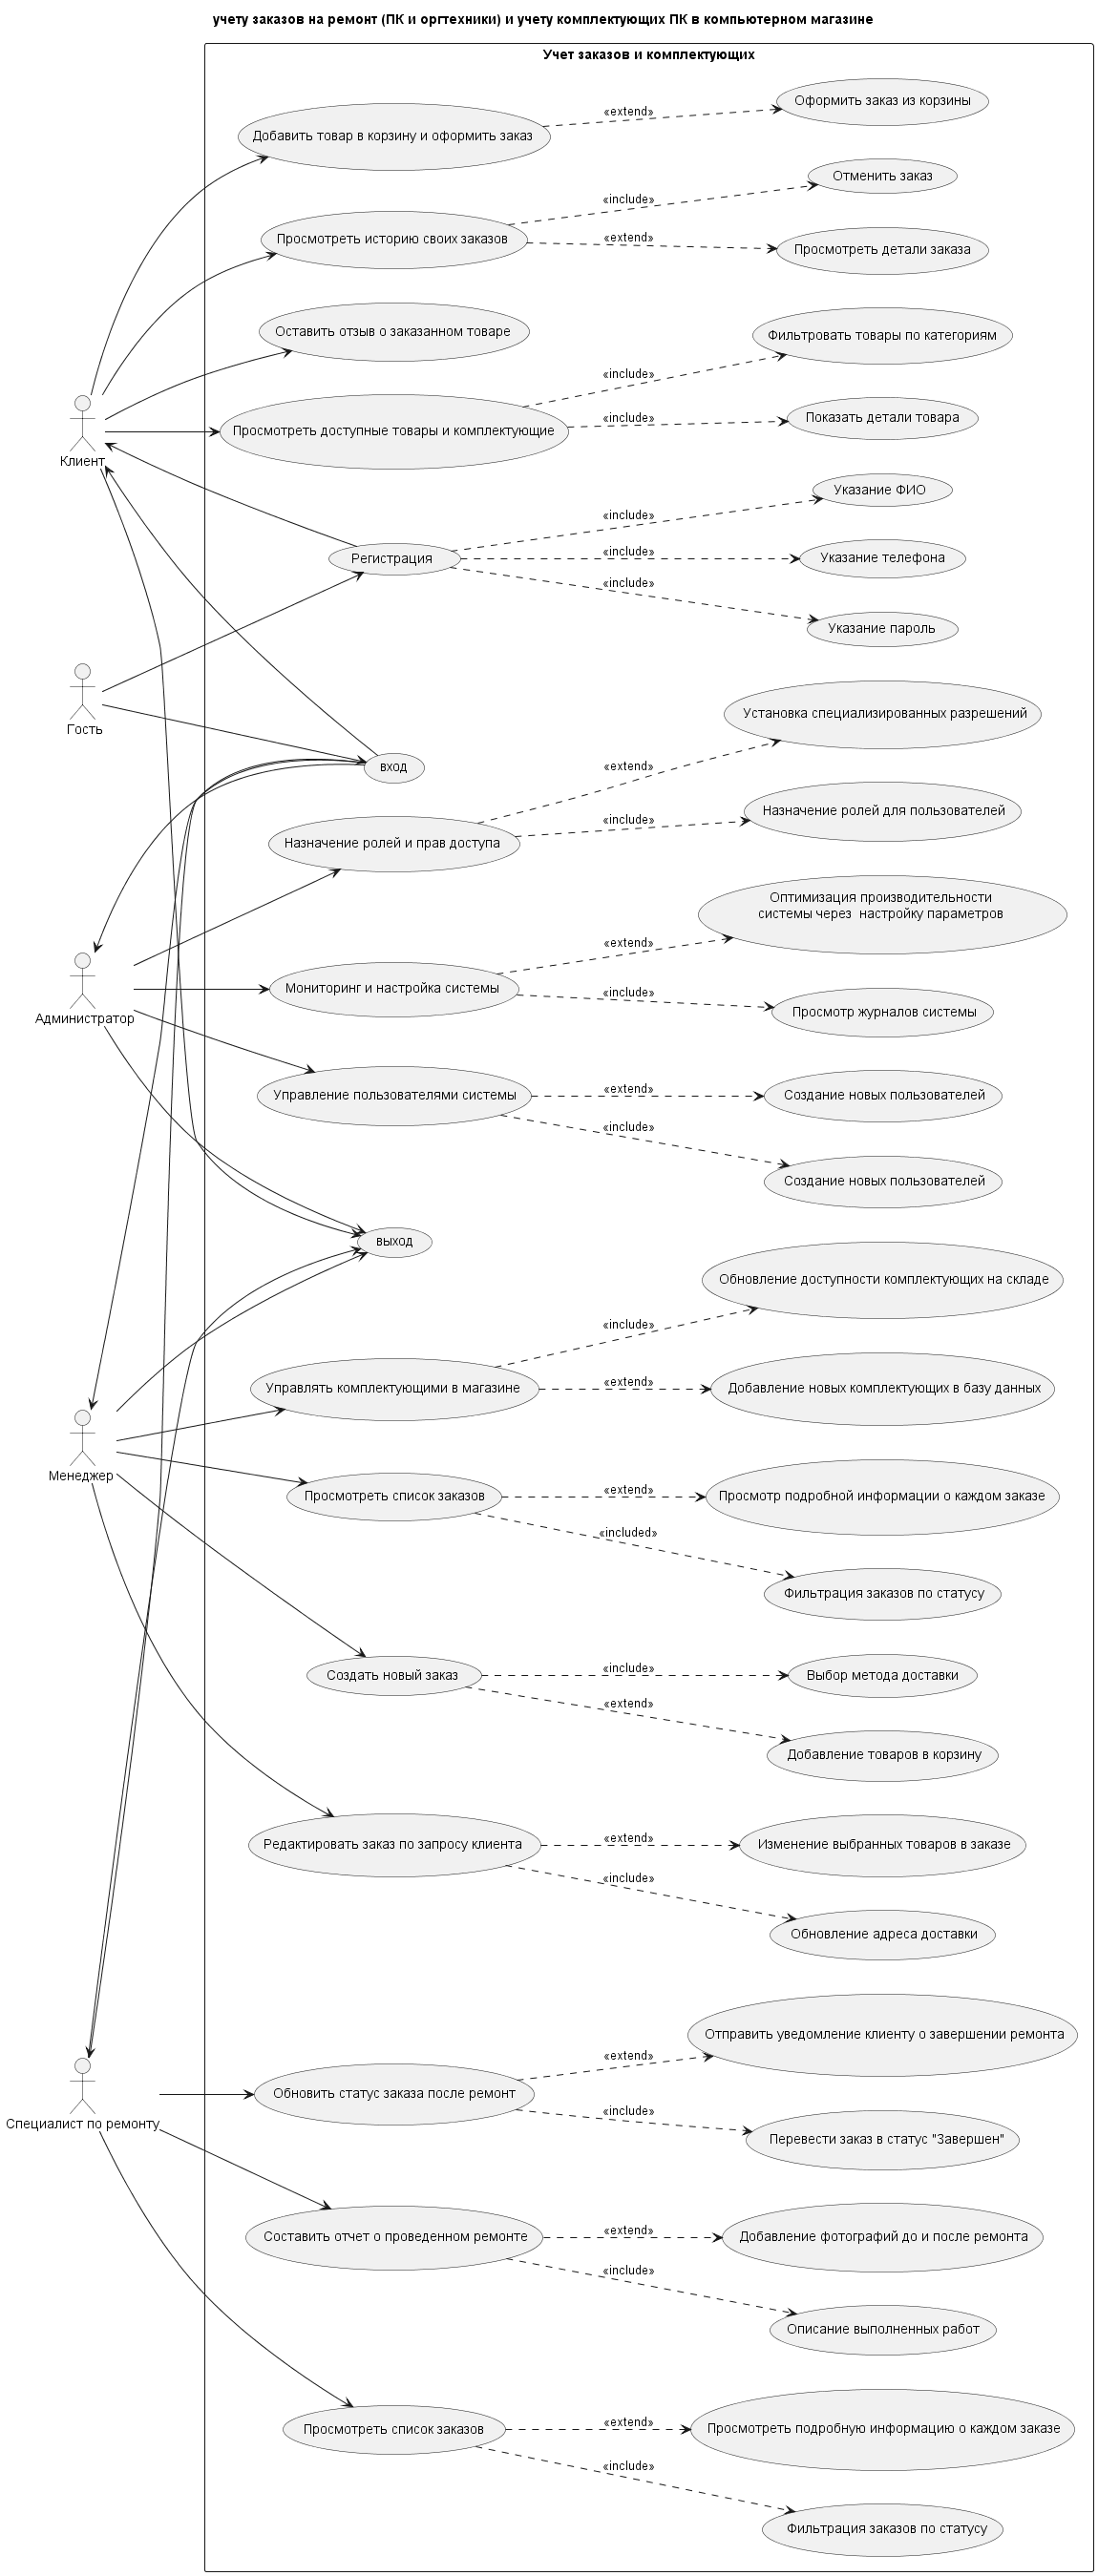 учету заказов на ремонт (ПК и оргтехники) и учету комплектующих ПК в компьютерном магазине
Учет заказов и комплектующих
Оформить заказ из корзины
«extend»
Добавить товар в корзину и оформить заказ
Отменить заказ
«include»
Просмотреть историю своих заказов
«extend»
Просмотреть детали заказа
Оставить отзыв о заказанном товаре
Фильтровать товары по категориям
«include»
Показать детали товара
«include»
Просмотреть доступные товары и комплектующие
Клиент
Указание ФИО
«include»
«include»
Регистрация
Указание телефона
«include»
Указание пароль
Установка специализированных разрешений
Гость
«extend»
вход
Назначение ролей для пользователей
«include»
Назначение ролей и прав доступа
Оптимизация производительности
системы через настройку параметров
«extend»
Мониторинг и настройка системы
«include»
Просмотр журналов системы
Администратор
«extend»
Управление пользователями системы
Создание новых пользователей
«include»
Создание новых пользователей
выход
Обновление доступности комплектующих на складе
«include»
«extend»
Управлять комплектующими в магазине
Добавление новых комплектующих в базу данных
Менеджер
«extend»
Просмотреть список заказов
Просмотр подробной информации о каждом заказе
«included»
Фильтрация заказов по статусу
«include»
Создать новый заказ
Выбор метода доставки
«extend»
Добавление товаров в корзину
«extend»
Редактировать заказ по запросу клиента
Изменение выбранных товаров в заказе
«include»
Обновление адреса доставки
Отправить уведомление клиенту о завершении ремонта
«extend»
Обновить статус заказа после ремонт
«include»
Специалист по ремонту
Перевести заказ в статус "Завершен"
«extend»
Составить отчет о проведенном ремонте
Добавление фотографий до и после ремонта
«include»
Описание выполненных работ
«extend»
Просмотреть список заказов
Просмотреть подробную информацию о каждом заказе
«include»
Фильтрация заказов по статусу